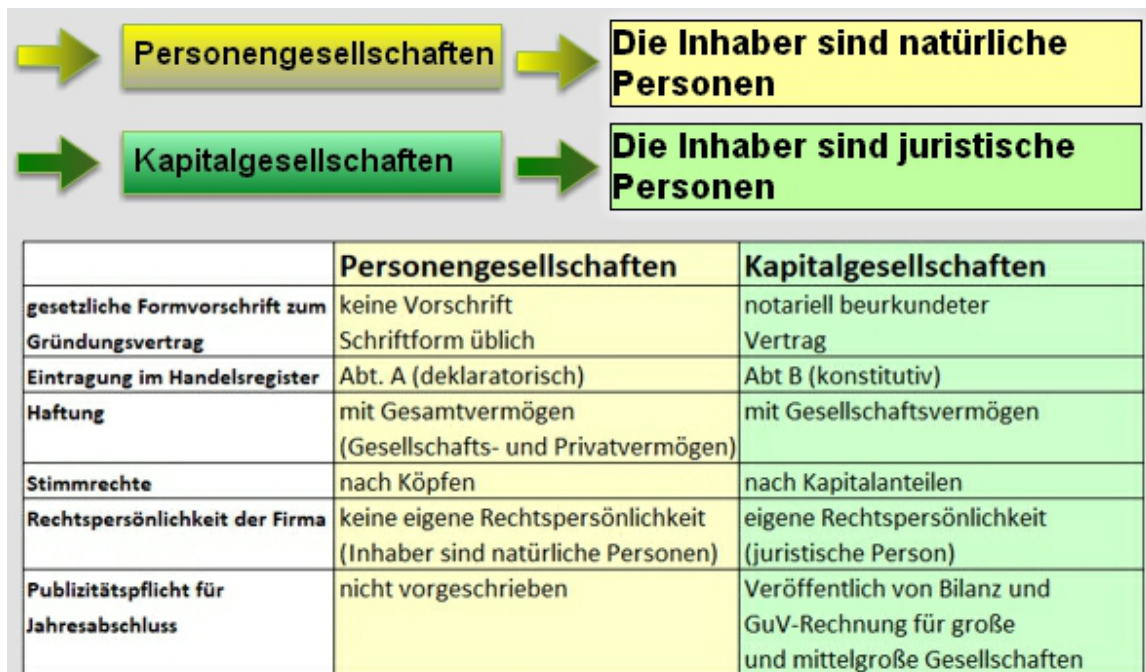 Personengesellschaften
Die Inhaber sind natürliche
Personen
Kapitalgesellschaften
Die Inhaber sind juristische
Personen
Personengesellschaften Kapitalgesellschaften
gesetzliche Formvorschrift zum keine Vorschrift notariell beurkundeter
Gründungsvertrag Schriftform üblich Vertrag
Eintragung im Handelsregister Abt. A (deklaratorisch) Abt B (konstitutiv)
Haftung mit Gesamtvermögen mit Gesellschaftsvermögen
(Gesellschafts- und Privatvermögen)
Stimmrechte nach Köpfen nach Kapitalanteilen
Rechtspersönlichkeit der Firma keine eigene Rechtspersönlichkeit eigene Rechtspersönlichkeit
(Inhaber sind natürliche Personen) (juristische Person)
Publizitätspflicht für nicht vorgeschrieben Veröffentlich von Bilanz und
Jahresabschluss GuV-Rechnung für große
und mittelgroße Gesellschaften